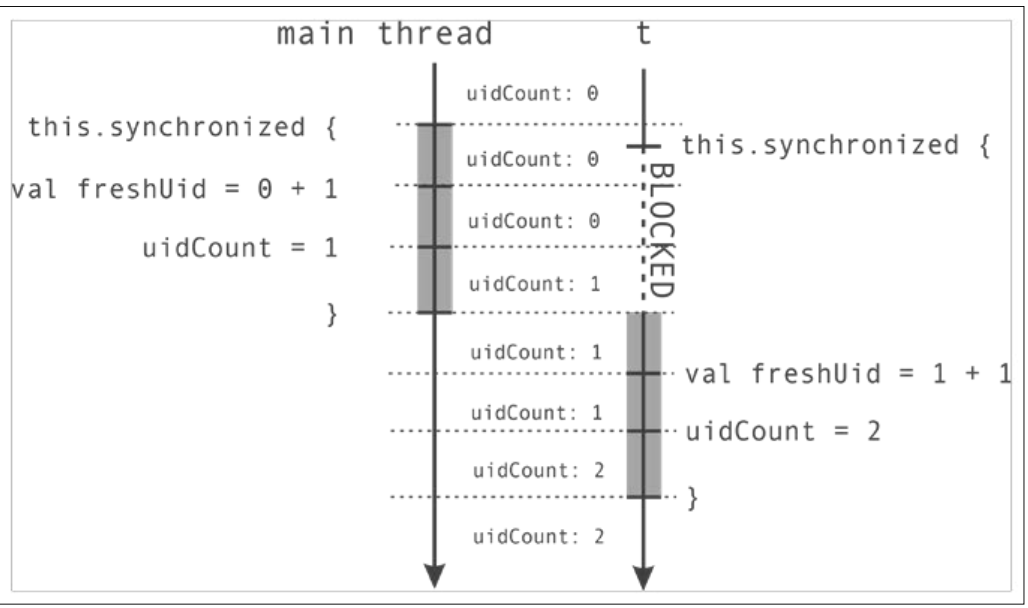 main thread
t
uidCount: 0
this.synchronized {
this.synchronized {
uidCount: 0
BLOCKED
val freshUid = 0 + 1
uidCount: 0
uidCount = 1
uidCount: 1
}
uidCount: 1
val freshUid = 1 + 1
uidCount: 1
uidCount = 2
uidCount: 2
}
uidCount: 2